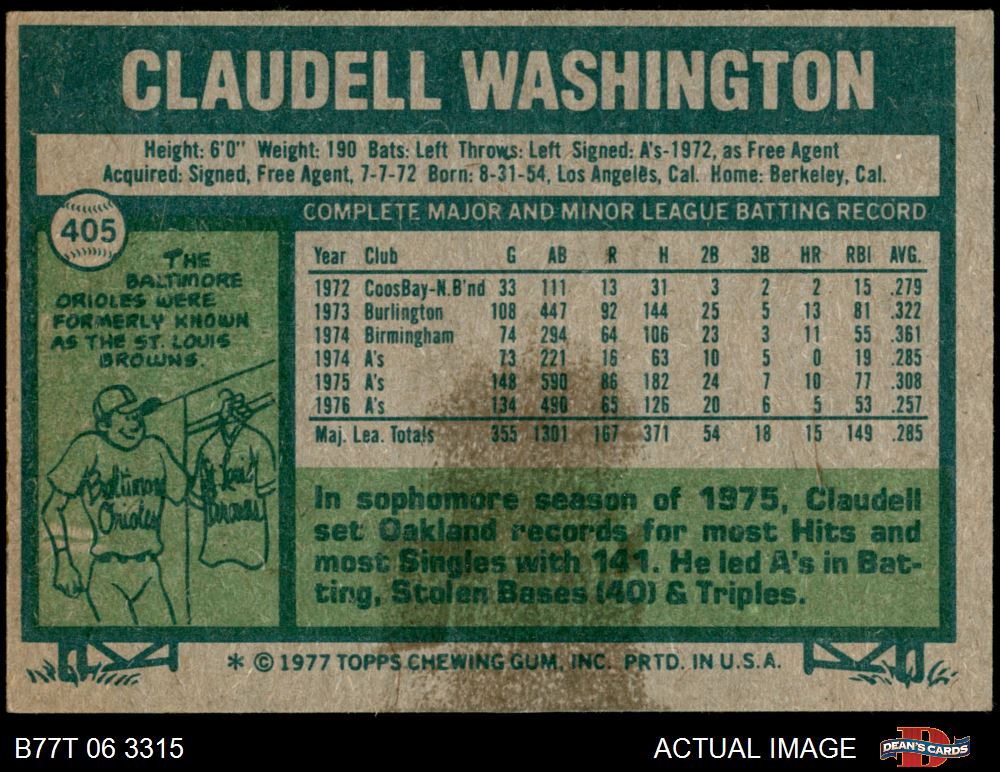 CLAUDELL WASHINGTON
Height: 6'0" Weight: 190 Bats: Left Throws: Left Signed: A's-1972, as Free Agent
Acquired: Signed, Free Agent, 7-7-72 Born: 8-31-54, Los Angeles, Cal. Home: Berkeley, Cal.
405
THE
BALTIMORE
ORIOLES WERE
FORMERLY KNOWN
AS THE ST. LOUIS
BROWNS.
Baltimore
Orioles
St. Louis
Browns
COMPLETE MAJOR AND MINOR LEAGUE BATTING RECORD
Year Club G AB R H 2B 3B HR RBI AVG.
1972 CoosBay-N.B'nd 33 111 13 31 3 2 2 15 .279
1973 Burlington 108 447 92 144 25 5 13 81 .322
1974 Birmingham 74 294 64 106 23 3 11 55 .361
1974 A's 73 221 16 63 10 5 0 19 .285
1975 A's 148 590 86 182 24 7 10 77 .308
1976 A's 134 490 65 126 20 6 5 53 .257
Maj. Lea. Totals 355 1301 167 371 54 18 15 149 .285
In sophomore season of 1975, Claudell
set Oakland records for most Hits and
most Singles with 141. He led A's in Bat-
ting, Stolen Bases (40) & Triples.
* © 1977 TOPPS CHEWING GUM, INC. PRTD. IN U.S.A.
B77T 06 3315
ACTUAL IMAGE
D
DEAN'S CARDS